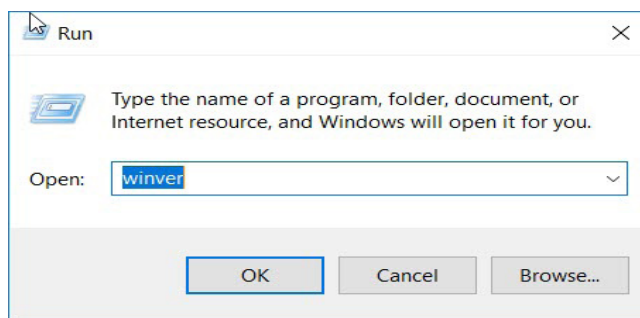 Run
Type the name of a program, folder, document, or
Internet resource, and Windows will open it for you.
Open: winver
OK Cancel Browse...